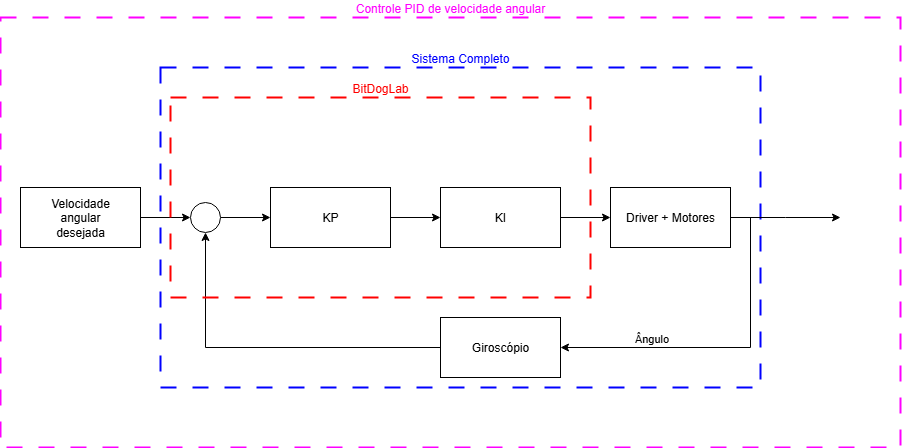 Controle PID de velocidade angular
Sistema Completo
BitDogLab
Velocidade
angular
desejada
KP
KI
Driver + Motores
Giroscópio
Ângulo